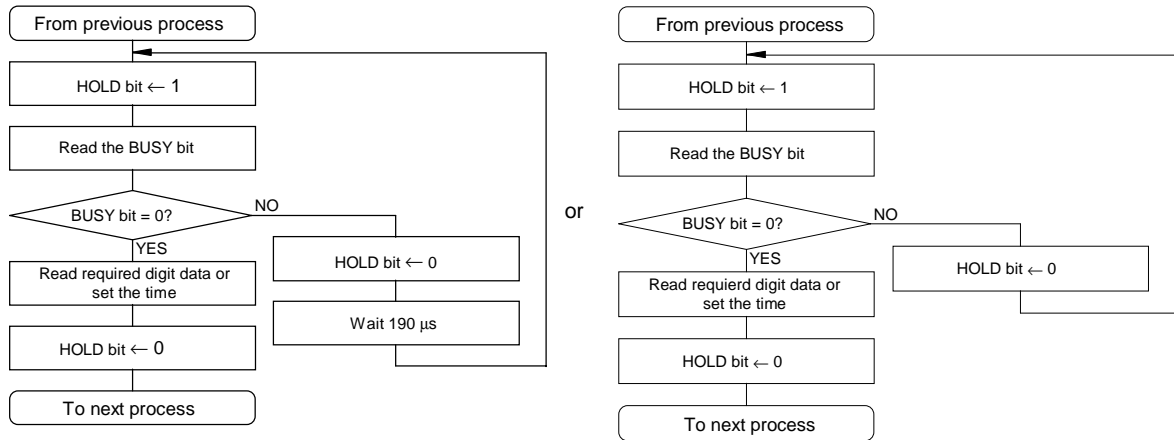 From previous process
HOLD bit ← 1
Read the BUSY bit
BUSY bit = 0?
NO
YES
Read required digit data or
set the time
HOLD bit ← 0
To next process
HOLD bit ← 0
Wait 190 μs
or
From previous process
HOLD bit ← 1
Read the BUSY bit
BUSY bit = 0?
NO
YES
Read requierd digit data or
set the time
HOLD bit ← 0
To next process
HOLD bit ← 0